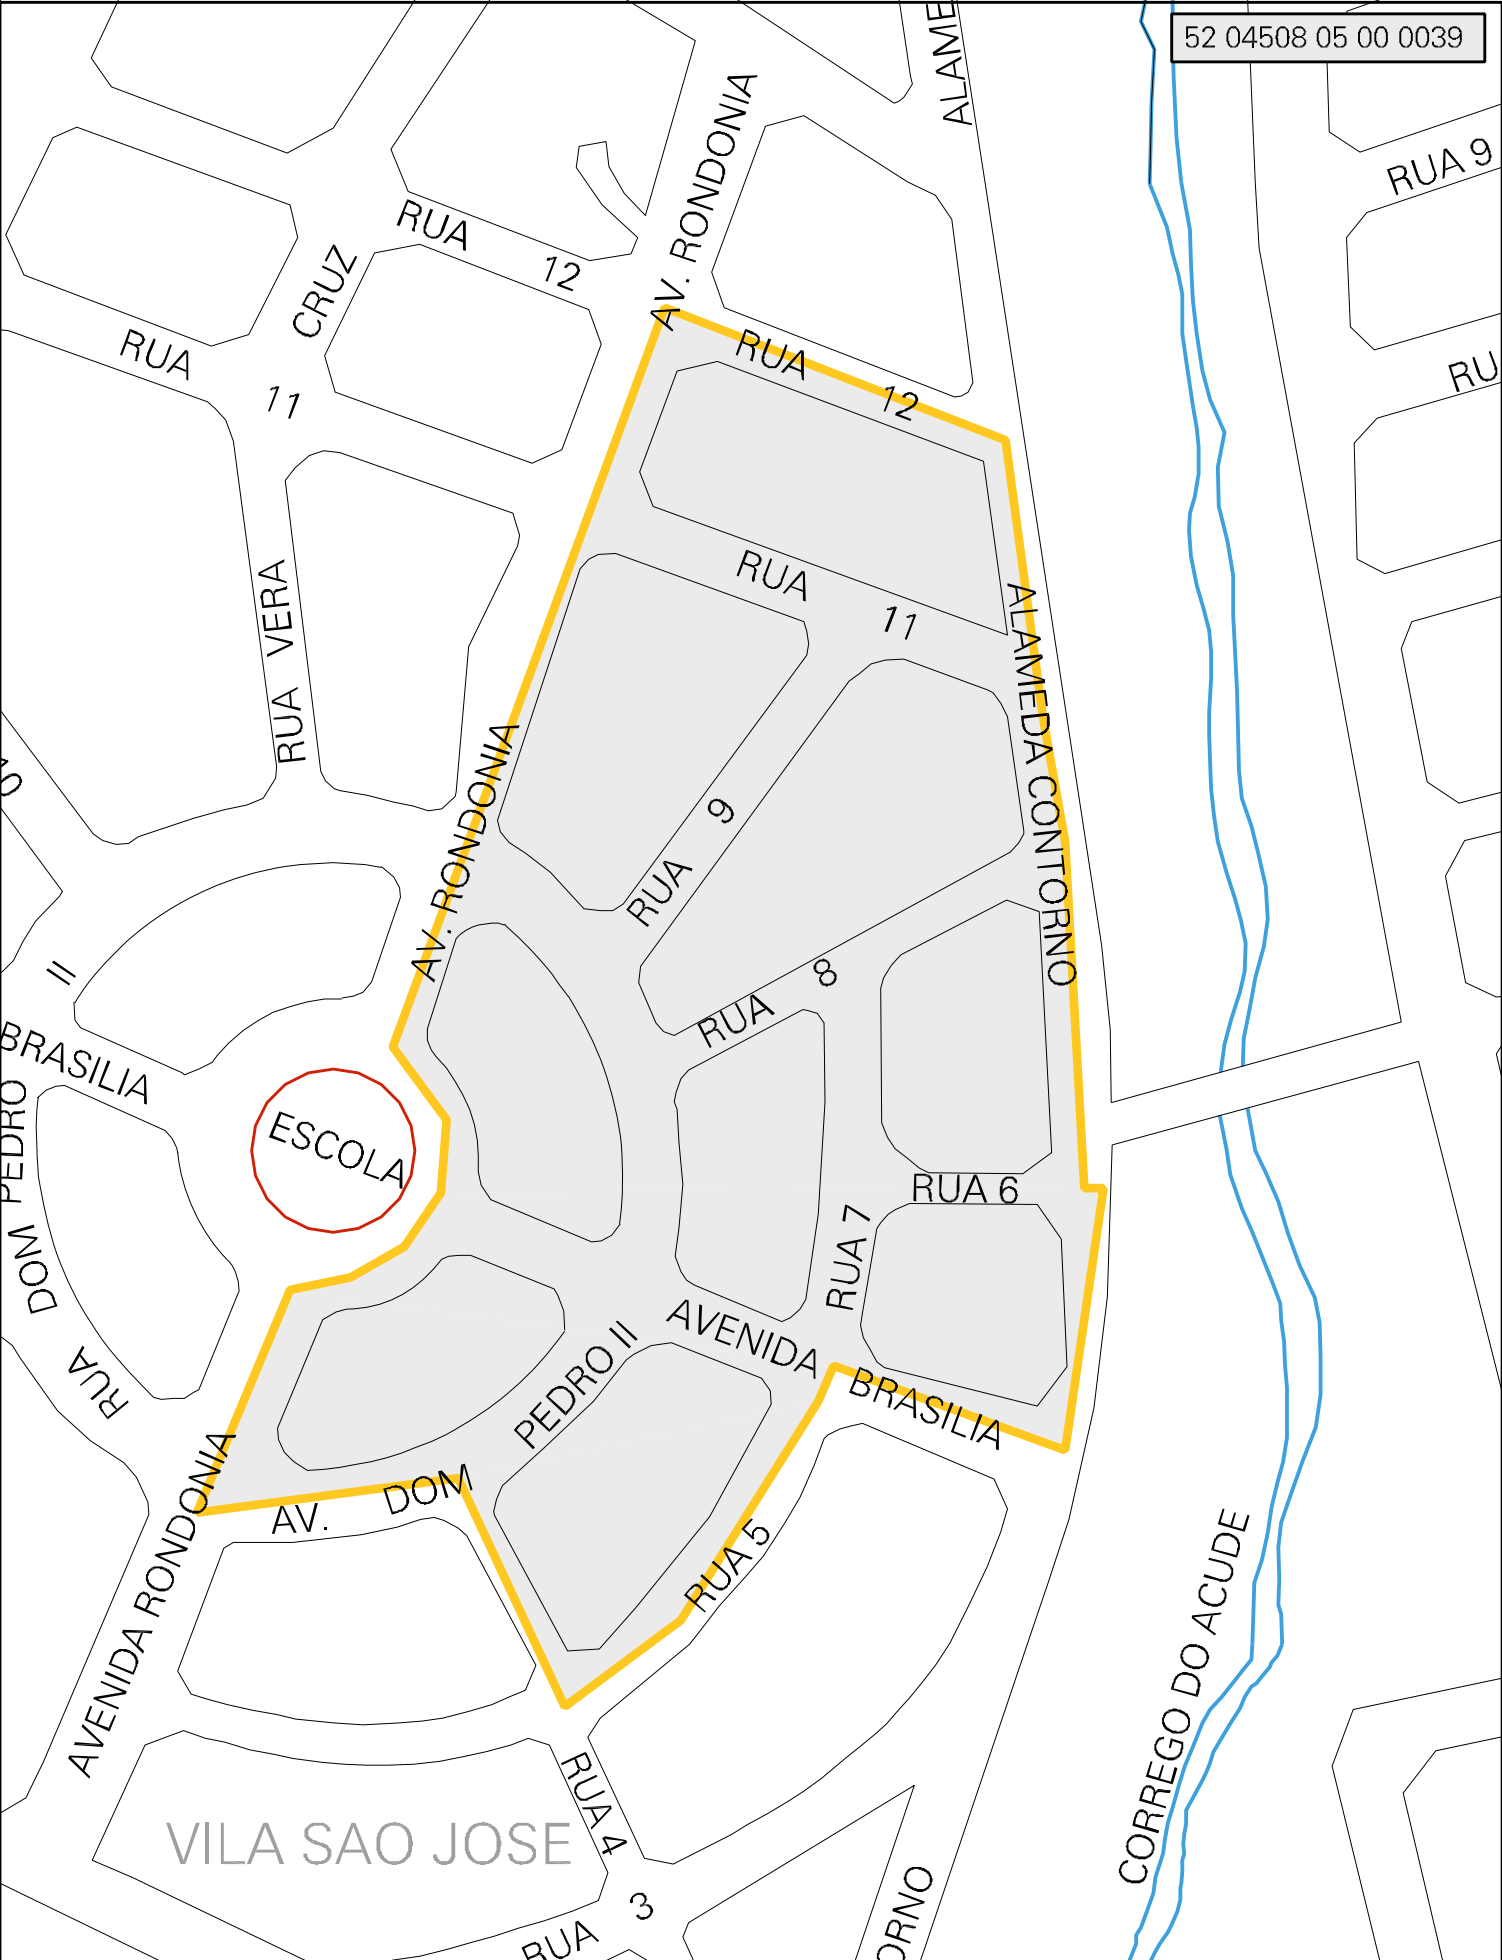 ALAME
52 04508 05 00 0039
AV. RONDONIA
RUA 9
RUA 12
CRUZ
RUA 11
RUA 12
RU
RUA 11
RUA VERA
ALAMEDA CONTORNO
AV. RONDONIA
RUA 9
RUA 8
II
BRASILIA
DOM PEDRO
ESCOLA
RUA 6
RUA 7
RUA
AVENIDA BRASILIA
PEDRO II
AV. DOM
RUA 5
AVENIDA RONDONIA
CORREGO DO ACUDE
RUA 4
VILA SAO JOSE
RUA 3
ORNO